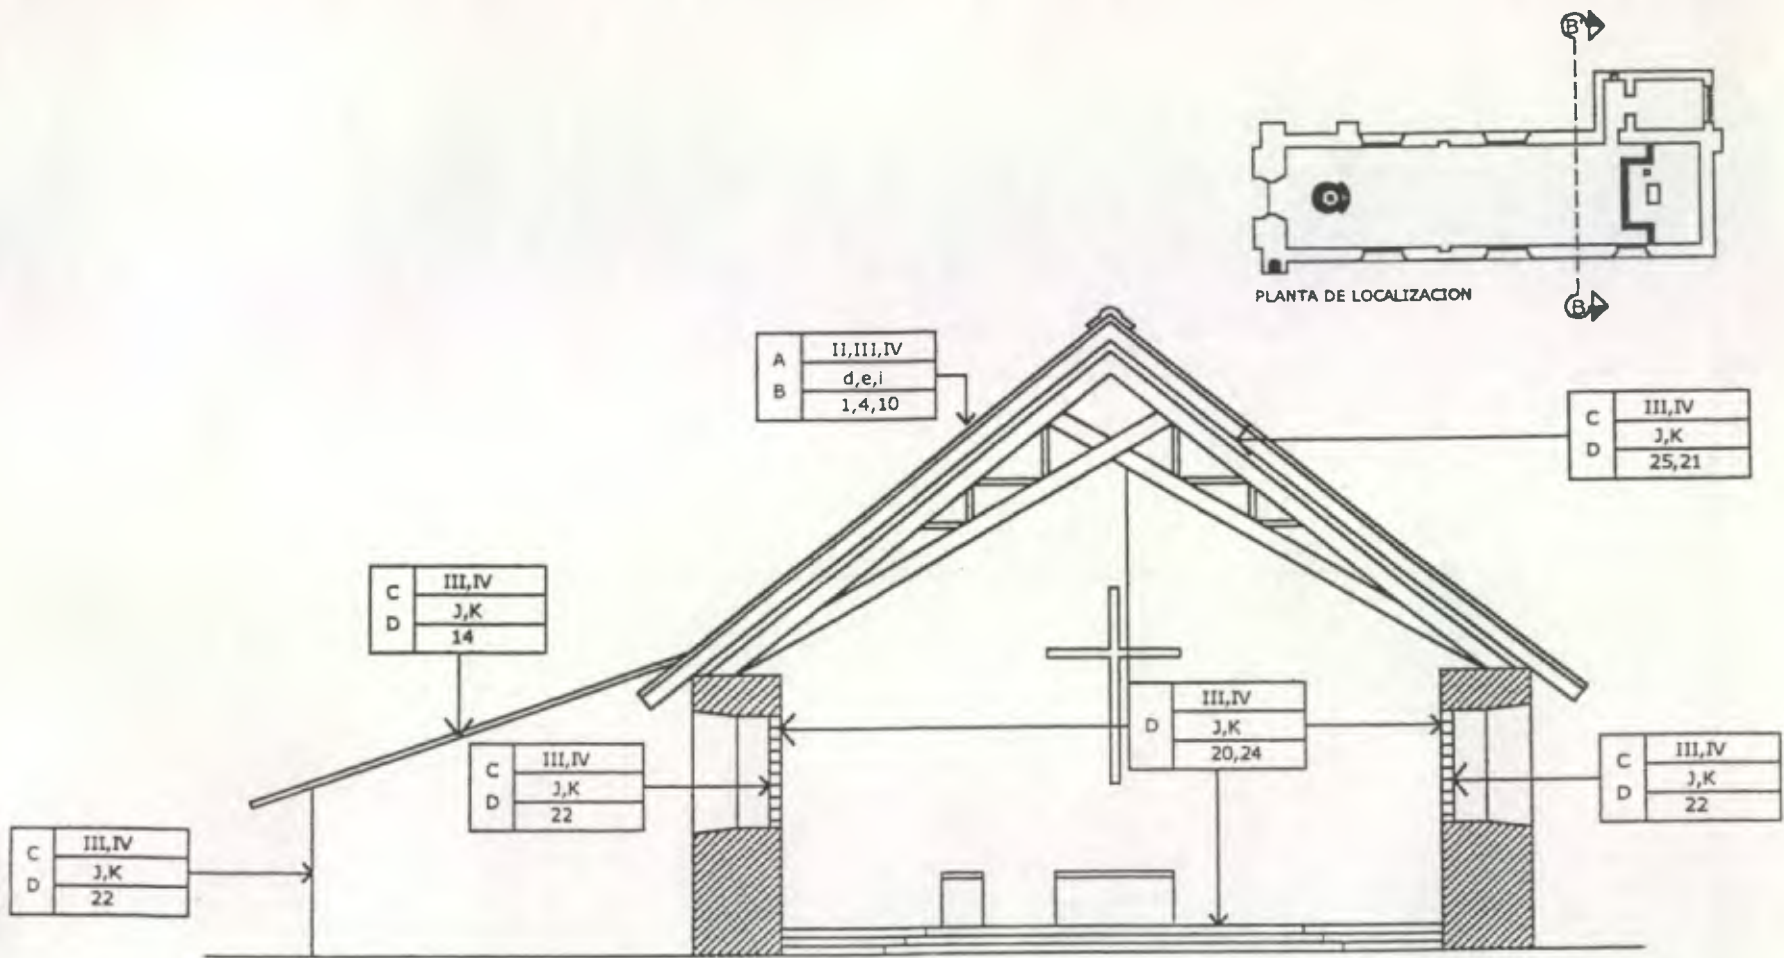 B'
PLANTA DE LOCALIZACION
B
A
B
II,III,IV
d,e,i
1,4,10
C
D
III,IV
J,K
25,21
C
D
III,IV
J,K
14
D
III,IV
J,K
20,24
C
D
III,IV
J,K
22
C
D
III,IV
J,K
22
C
D
III,IV
J,K
22